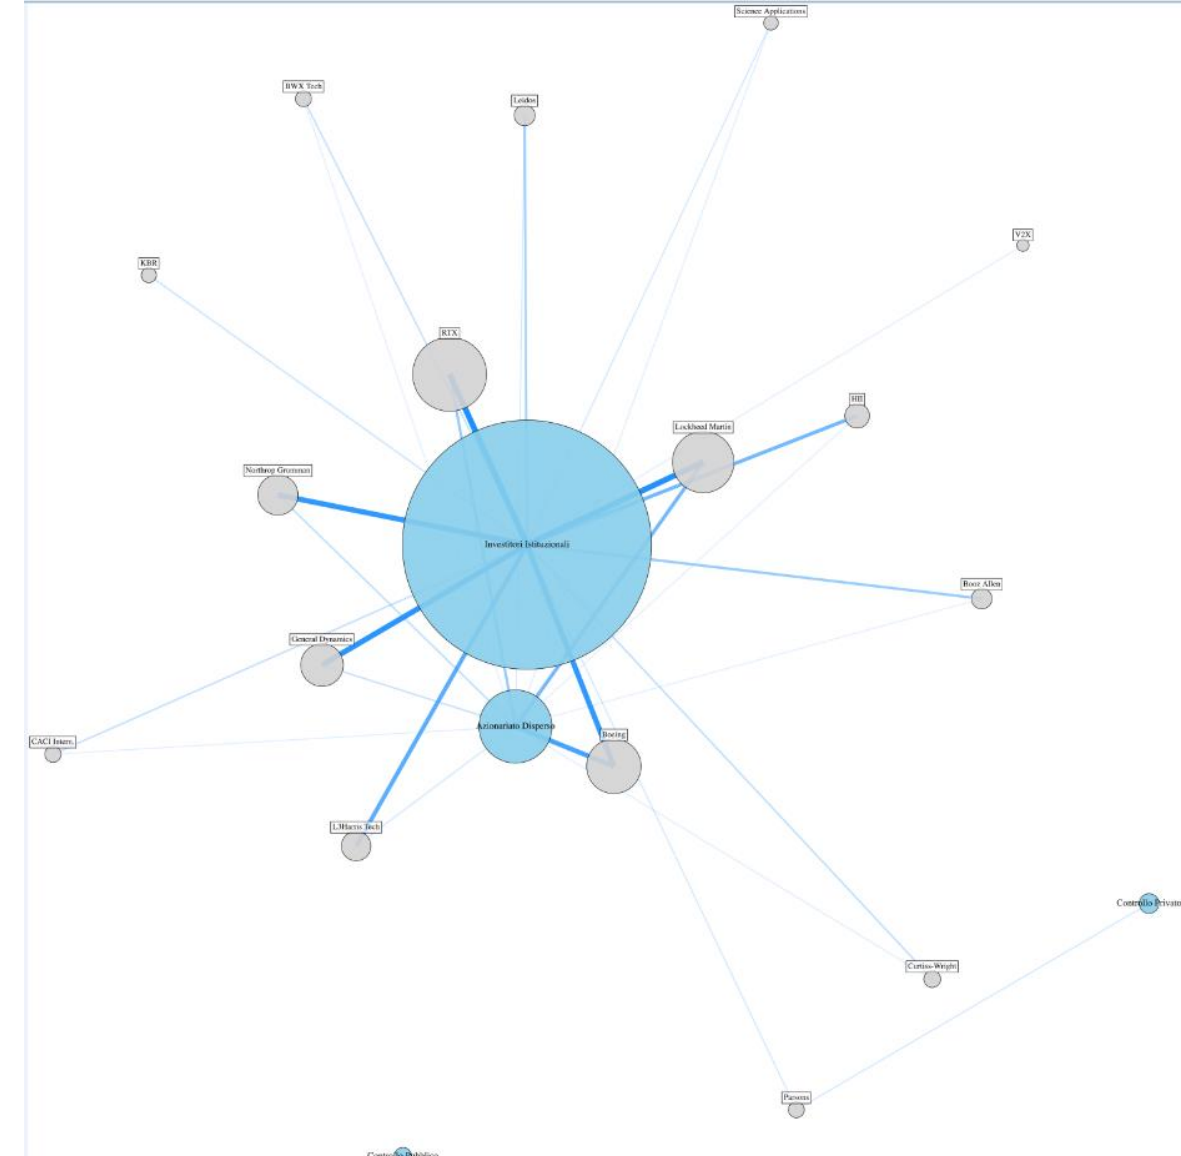 Science Applications
BWX Tech
Leidos
V2X
KBR
RTX
HII
Lockheed Martin
Northrop Grumman
Investitori Istituzionali
Booz Allen
General Dynamics
Azionariato Disperso
Boeing
CACI Intern.
L3Harris Tech
Controllo Privato
Curtiss-Wright
Parsons
Controllo Pubblico